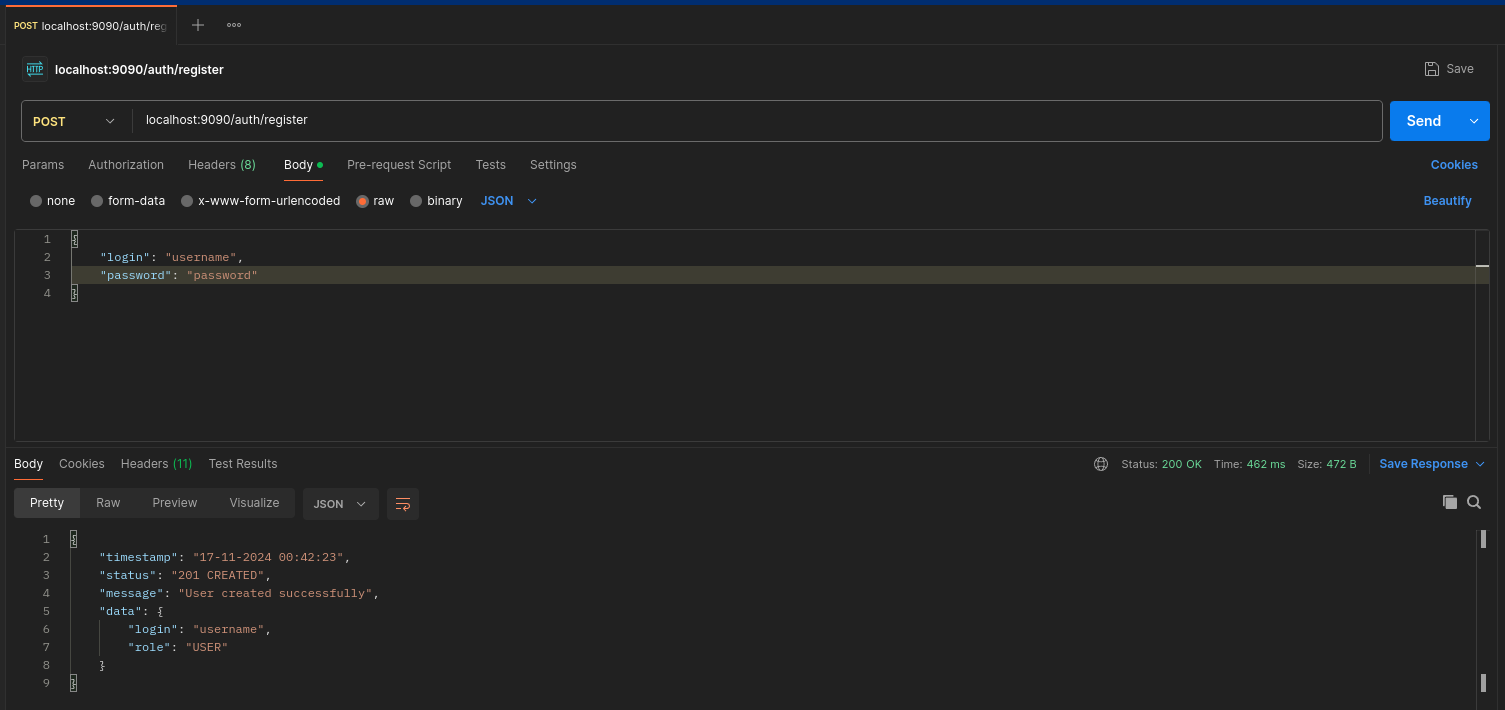 POST localhost:9090/auth/reg
HTTP localhost:9090/auth/register
Save
POST localhost:9090/auth/register
Send
Params Authorization Headers (8) Body Pre-request Script Tests Settings Cookies
none form-data x-www-form-urlencoded raw binary JSON Beautify
1 {
2 "login": "username",
3 "password": "password"
4 }
Body Cookies Headers (11) Test Results Status: 200 OK Time: 462 ms Size: 472 B Save Response
Pretty Raw Preview Visualize JSON
1 {
2 "timestamp": "17-11-2024 00:42:23",
3 "status": "201 CREATED",
4 "message": "User created successfully",
5 "data": {
6 "login": "username",
7 "role": "USER"
8 }
9 }